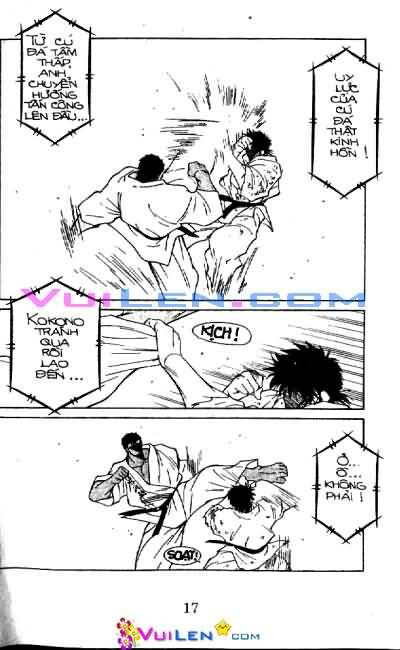 TỪ CÚ
ĐÁ TẦM
THẤP,
ANH
CHUYỂN
HƯỚNG
TẤN CÔNG
LÊN ĐẦU...
UY
LỰC
CỦA
CÚ
ĐÁ
THẬT
KINH
HỒN!
VUILEN.COM
KOKONO
TRÁNH
QUA
RỒI
LAO
ĐẾN...
KỊCH!
Ồ...
Ồ...
KHÔNG
PHẢI!
SOẠT!
17
VUILEN.COM